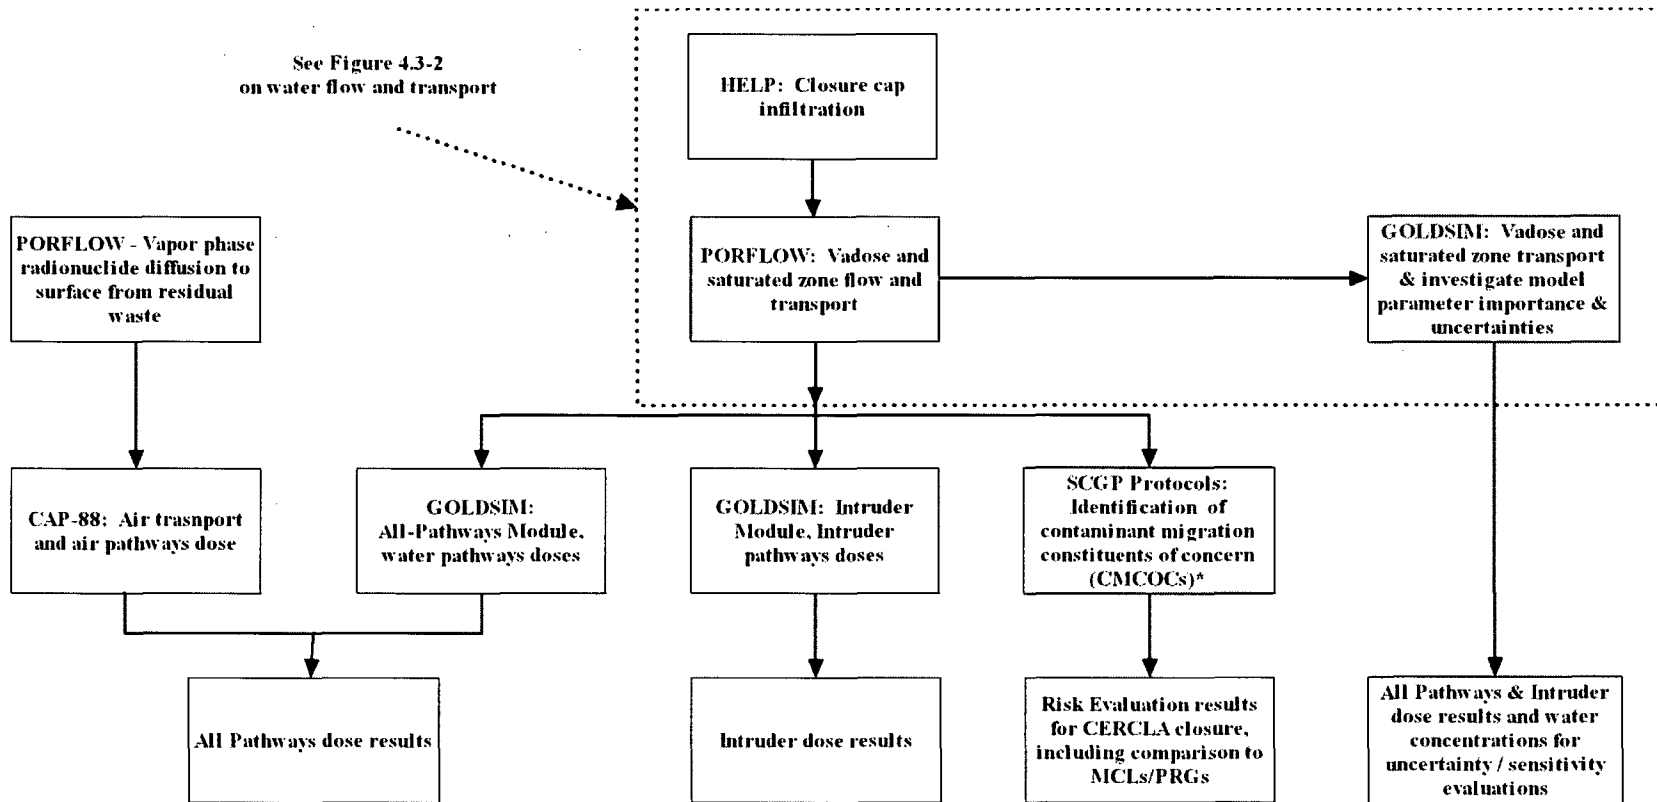 See Figure 4.3-2
on water flow and transport
HELP: Closure cap
infiltration
PORFLOW - Vapor phase
radionuclide diffusion to
surface from residual
waste
PORFLOW: Vadose and
saturated zone flow and
transport
GOLDSIM: Vadose and
saturated zone transport
& investigate model
parameter importance &
uncertainties
CAP-88: Air trasnport
and air pathways dose
GOLDSIM:
All-Pathways Module,
water pathways doses
GOLDSIM: Intruder
Module, Intruder
pathways doses
SCGP Protocols:
Identification of
contaminant migration
constituents of concern
(CMCOCs)*
All Pathways dose results
Intruder dose results
Risk Evaluation results
for CERCLA closure,
including comparison to
MCLs/PRGs
All Pathways & Intruder
dose results and water
concentrations for
uncertainty / sensitivity
evaluations